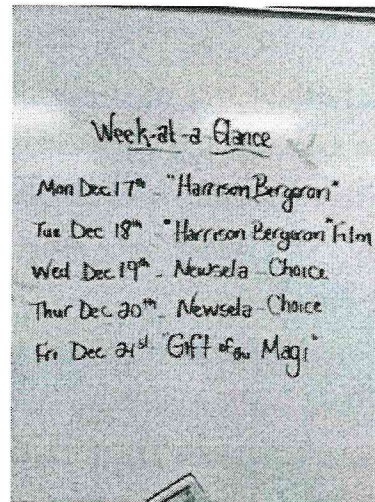 Week-at-a Glance
Mon Dec 17th - "Harrison Bergeron"
Tue Dec 18th - "Harrison Bergeron" Film
Wed Dec 19th - Newsela - Choice
Thur Dec 20th - Newsela - Choice
Fri Dec 21st "Gift of the Magi"